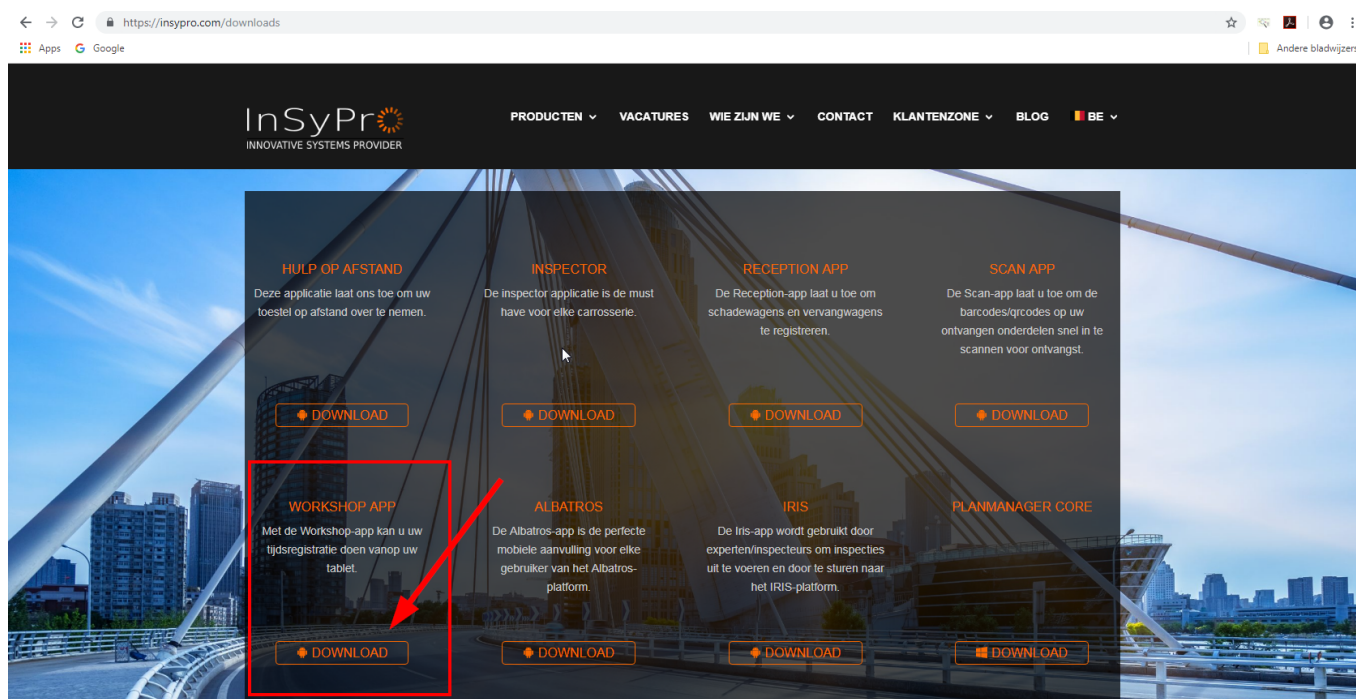 https://insypro.com/downloads
Apps Google Andere bladwijzers
InSyPro
INNOVATIVE SYSTEMS PROVIDER
PRODUCTEN VACATURES WIE ZIJN WE CONTACT KLANTENZONE BLOG BE
HULP OP AFSTAND
Deze applicatie laat ons toe om uw
toestel op afstand over te nemen.
DOWNLOAD
INSPECTOR
De inspector applicatie is de must
have voor elke carrosserie.
DOWNLOAD
RECEPTION APP
De Reception-app laat u toe om
schadewagens en vervangwagens
te registreren.
DOWNLOAD
SCAN APP
De Scan-app laat u toe om de
barcodes/qrcodes op uw
ontvangen onderdelen snel in te
scannen voor ontvangst.
DOWNLOAD
WORKSHOP APP
Met de Workshop-app kan u uw
tijdsregistratie doen vanop uw
tablet.
DOWNLOAD
ALBATROS
De Albatros-app is de perfecte
mobiele aanvulling voor elke
gebruiker van het Albatros-
platform.
DOWNLOAD
IRIS
De Iris-app wordt gebruikt door
experten/inspecteurs om inspecties
uit te voeren en door te sturen naar
het IRIS-platform.
DOWNLOAD
PLANMANAGER CORE
DOWNLOAD